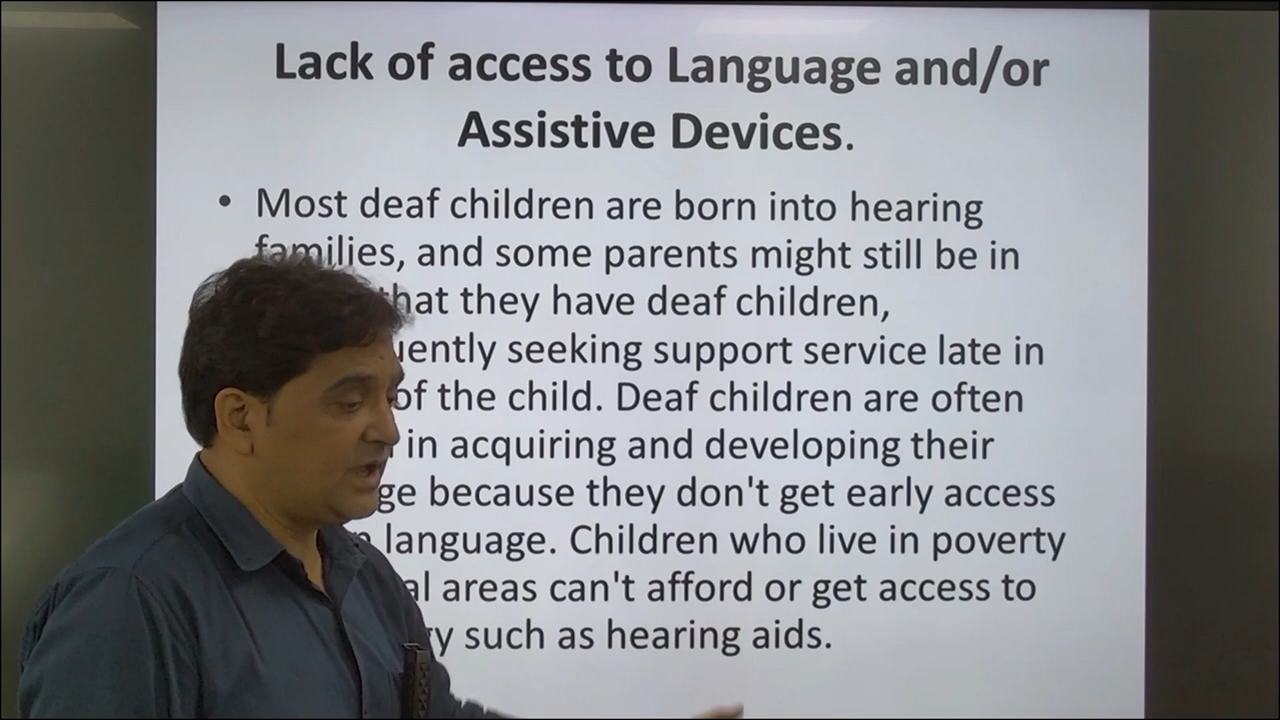 Lack of access to Language and/or
Assistive Devices.
• Most deaf children are born into hearing
families, and some parents might still be in
that they have deaf children,
seeking support service late in
of the child. Deaf children are often
in acquiring and developing their
because they don't get early access
language. Children who live in poverty
areas can't afford or get access to
such as hearing aids.